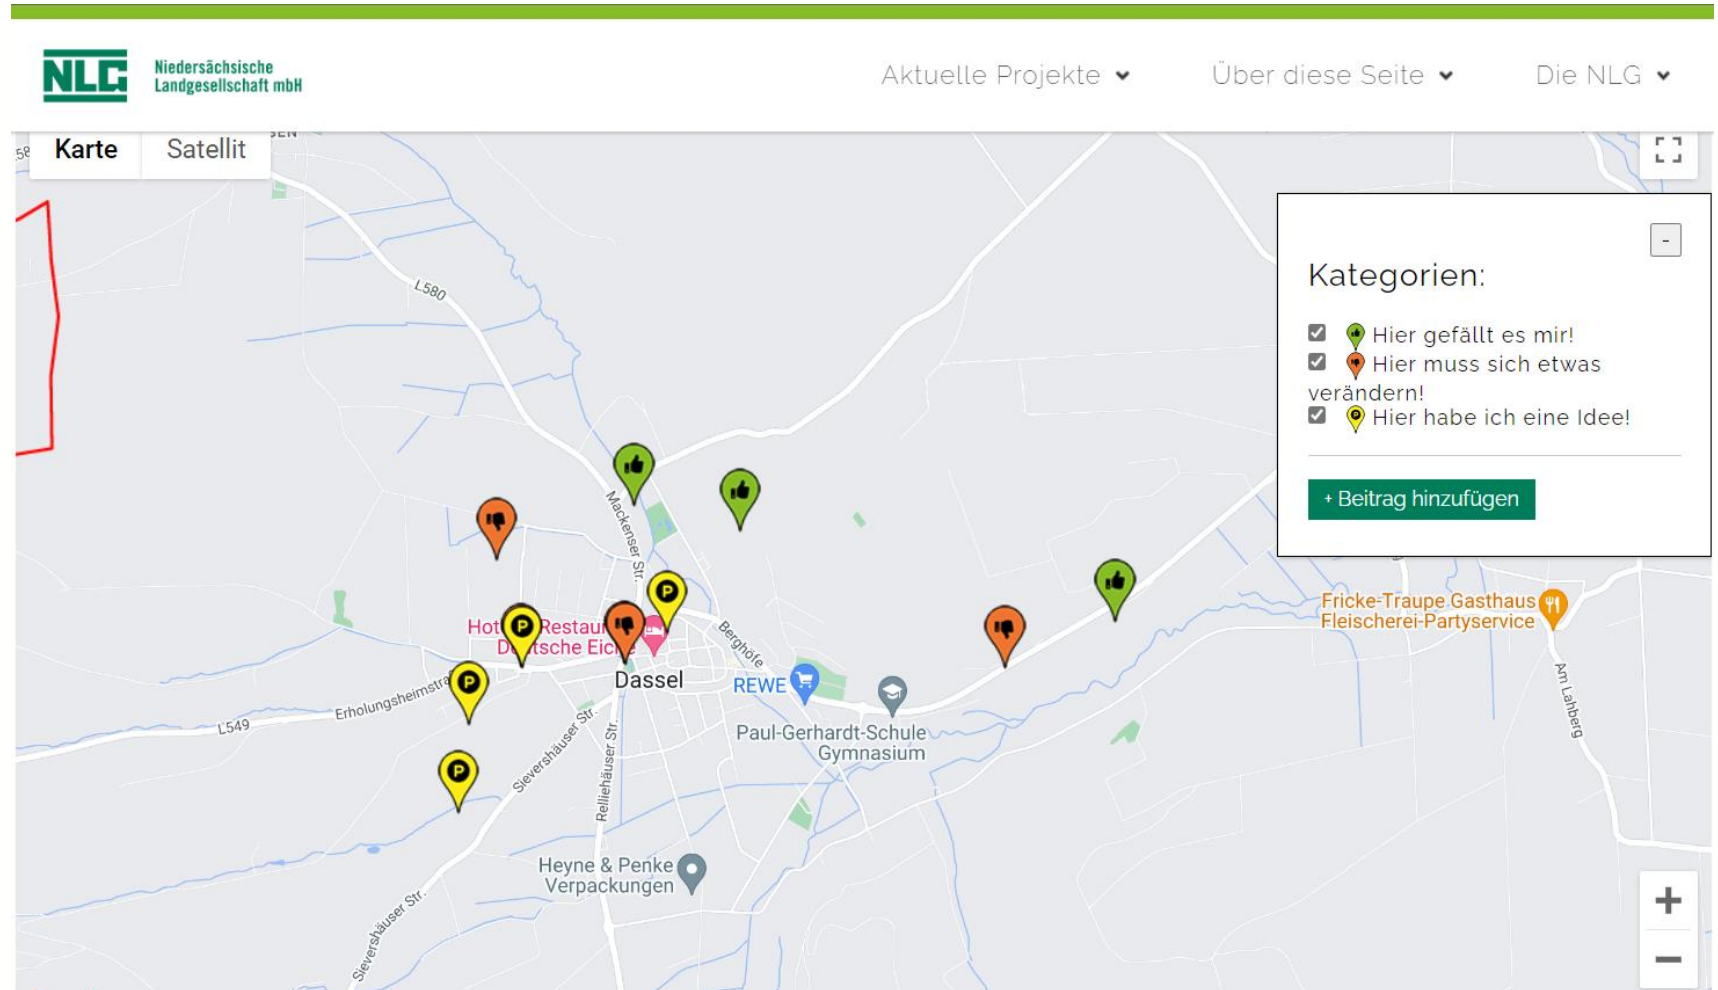 NLG Niedersächsische
Landgesellschaft mbH
Aktuelle Projekte
Über diese Seite
Die NLG
Karte
Satellit
Kategorien:
-
Hier gefällt es mir!
Hier muss sich etwas
verändern!
Hier habe ich eine Idee!
+ Beitrag hinzufügen
L580
Mackenser Str.
Deutsche Eiche
Dassel
Berghöfe
REWE
Paul-Gerhardt-Schule
Gymnasium
Fricke-Traupe Gasthaus
Fleischerei-Partyservice
Am Lahberg
L549
Sievershäuser Str.
Relliehäuser Str.
Heyne & Penke
Verpackungen
Sievershäuser Str.
+
−